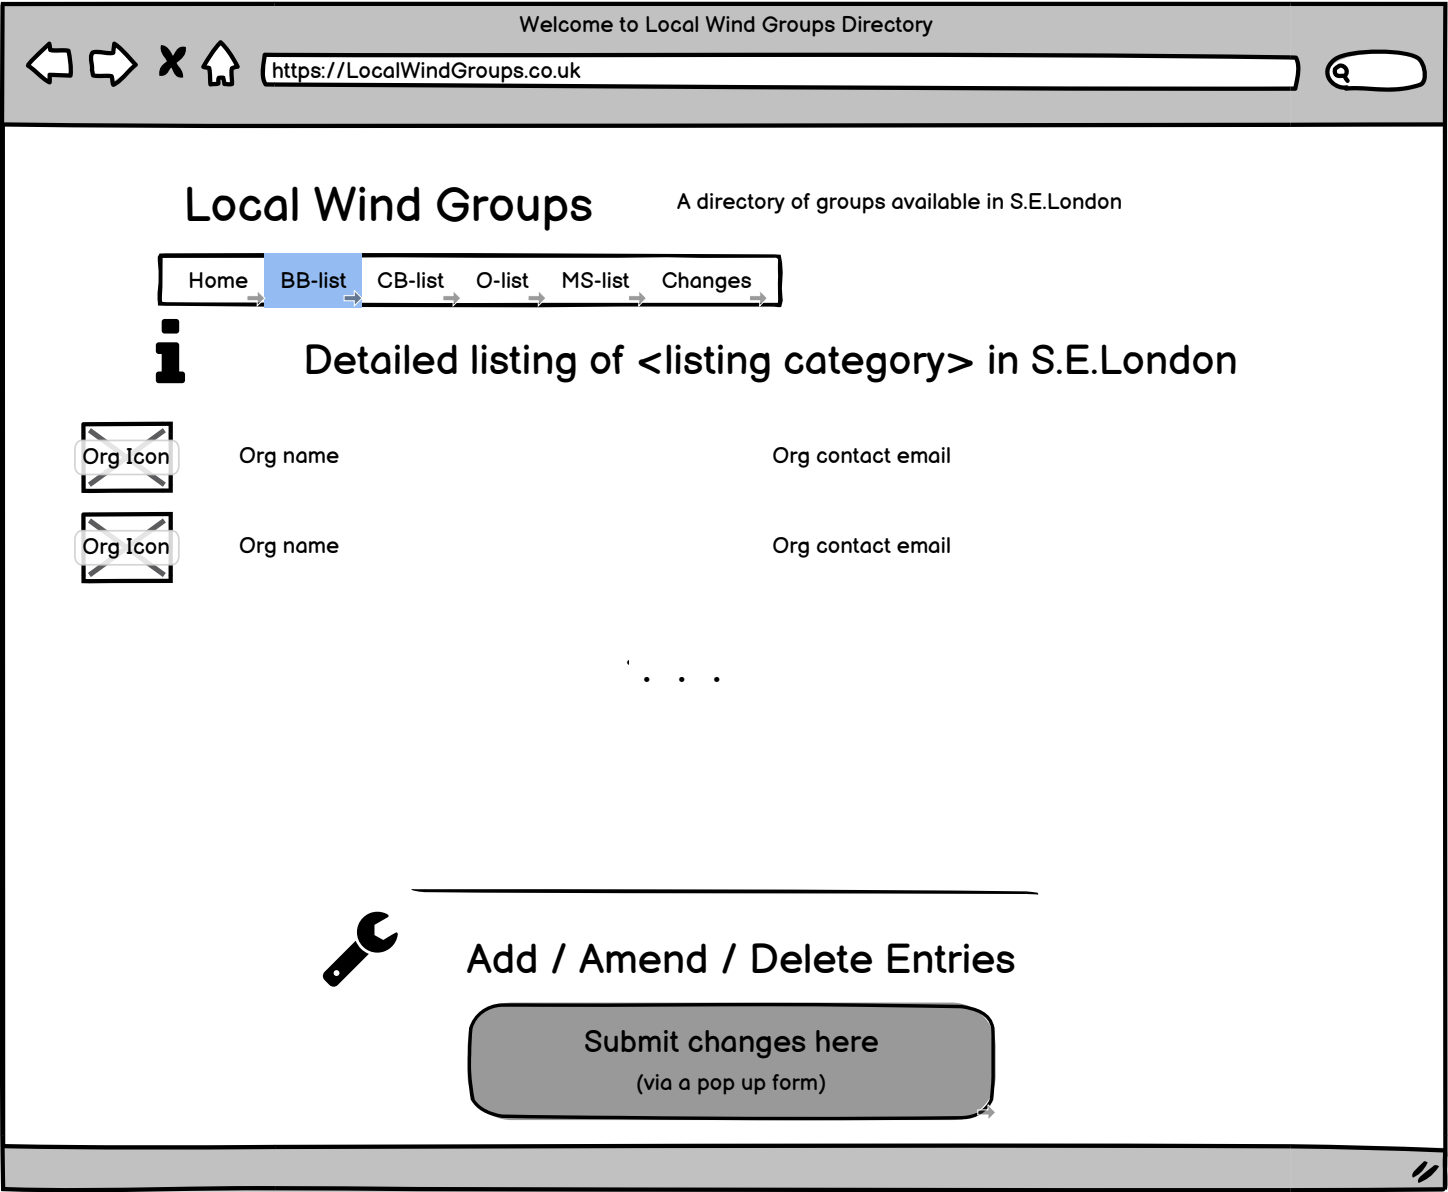 Welcome to Local Wind Groups Directory
https://LocalWindGroups.co.uk
Local Wind Groups
A directory of groups available in S.E.London
Home BB-list CB-list O-list MS-list Changes
Detailed listing of <listing category> in S.E.London
Org Icon Org name Org contact email
Org Icon Org name Org contact email
. . .
Add / Amend / Delete Entries
Submit changes here
(via a pop up form)